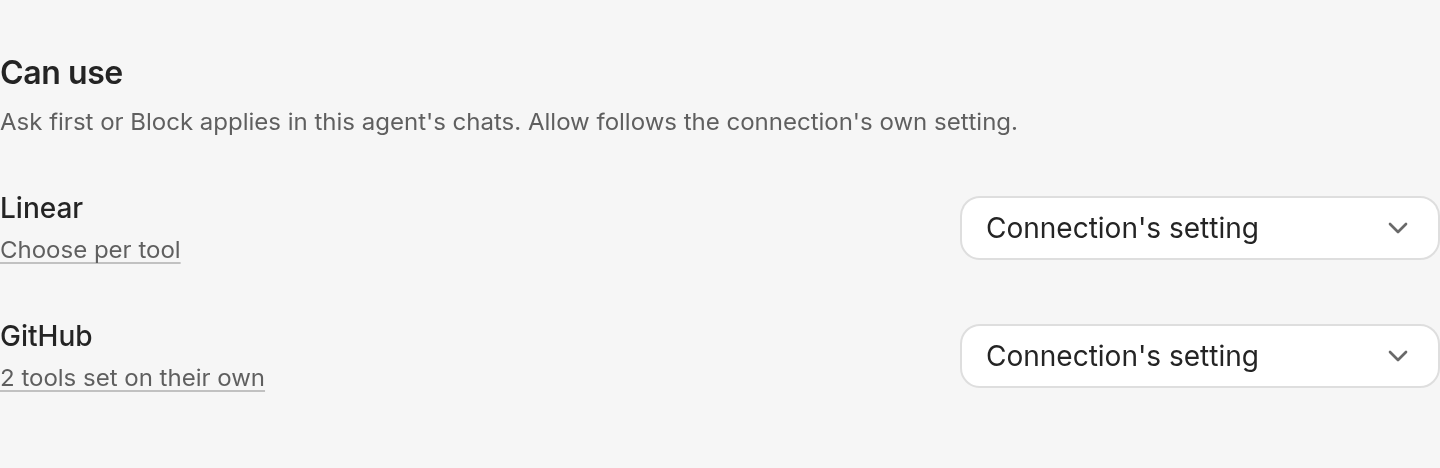 Can use
Ask first or Block applies in this agent's chats. Allow follows the connection's own setting.
Linear
Connection's setting
Choose per tool
GitHub
Connection's setting
2 tools set on their own